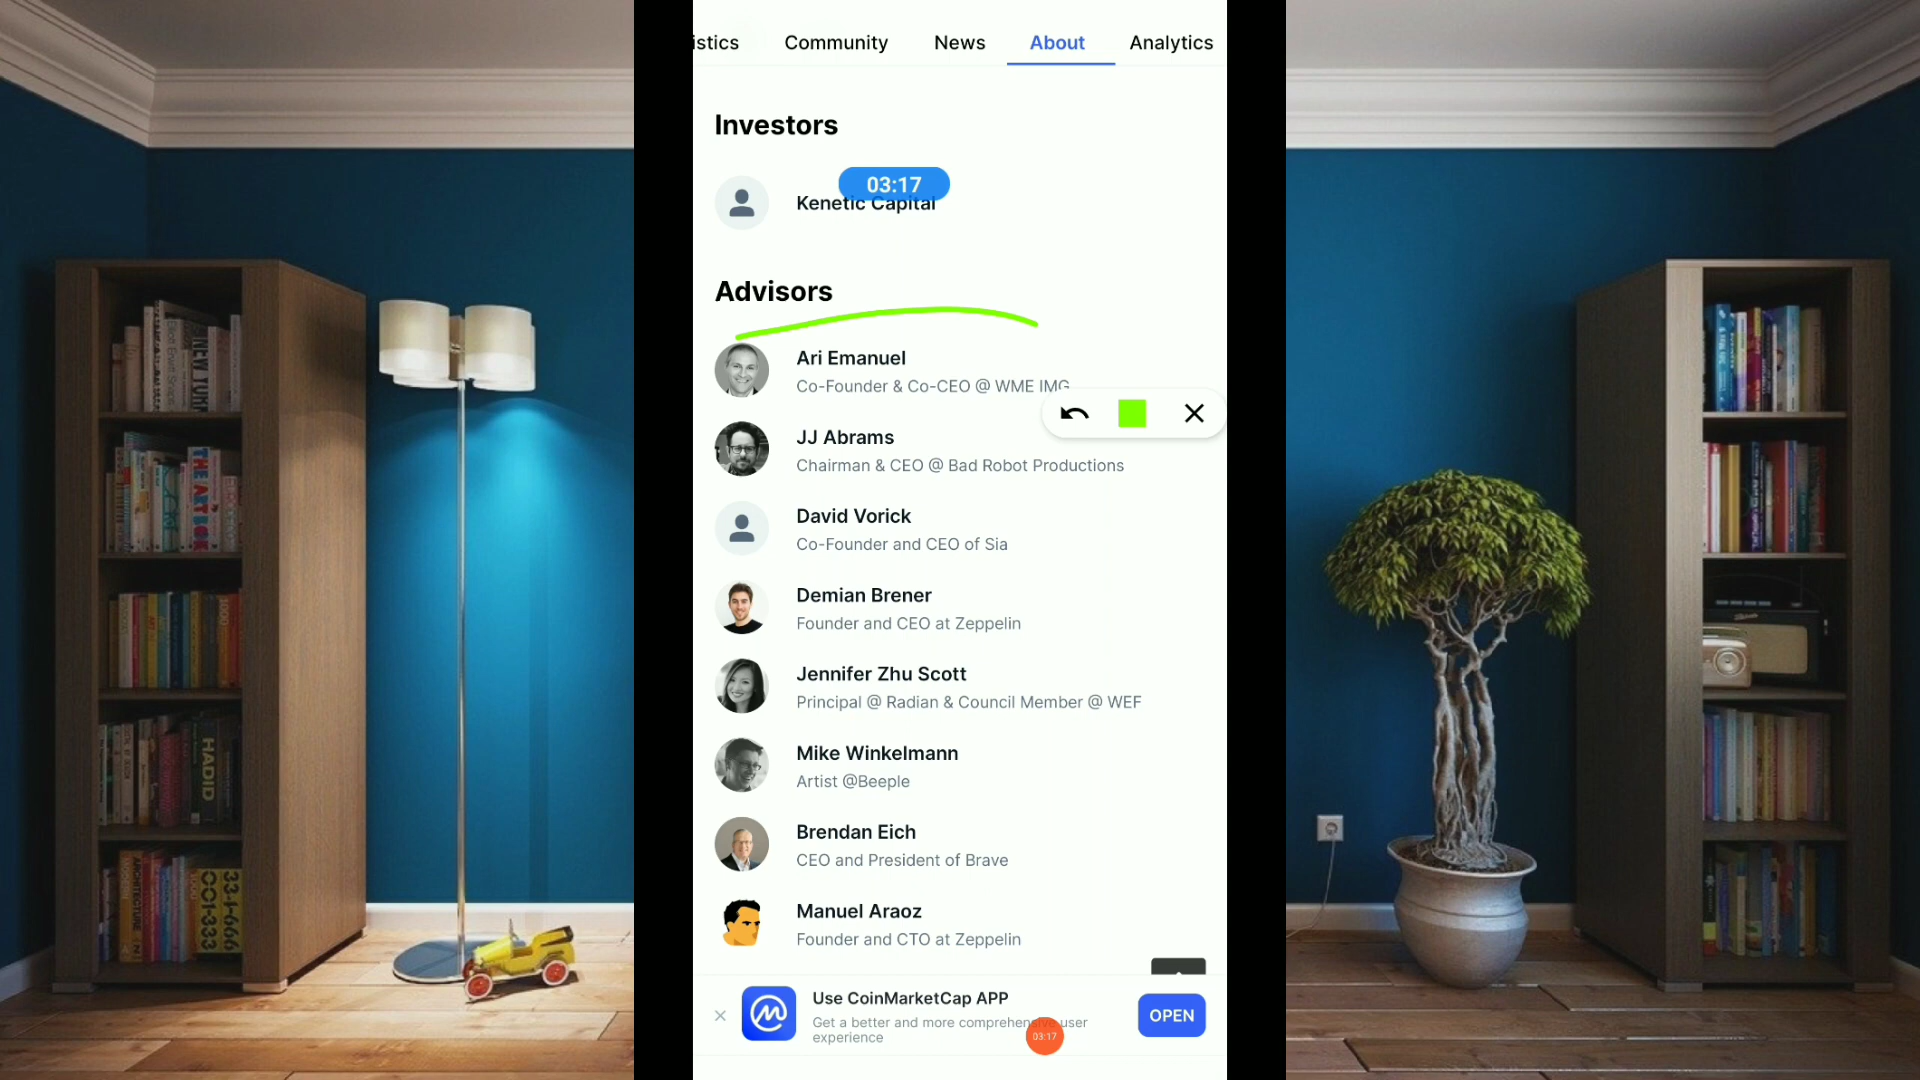 istics Community News About Analytics
Investors
03:17
Kenetic Capital
Advisors
Ari Emanuel
Co-Founder & Co-CEO @ WME IMG
JJ Abrams
Chairman & CEO @ Bad Robot Productions
David Vorick
Co-Founder and CEO of Sia
Demian Brener
Founder and CEO at Zeppelin
Jennifer Zhu Scott
Principal @ Radian & Council Member @ WEF
Mike Winkelmann
Artist @Beeple
Brendan Eich
CEO and President of Brave
Manuel Araoz
Founder and CTO at Zeppelin
Use CoinMarketCap APP
Get a better and more comprehensive user
experience
OPEN
03:17
HADID